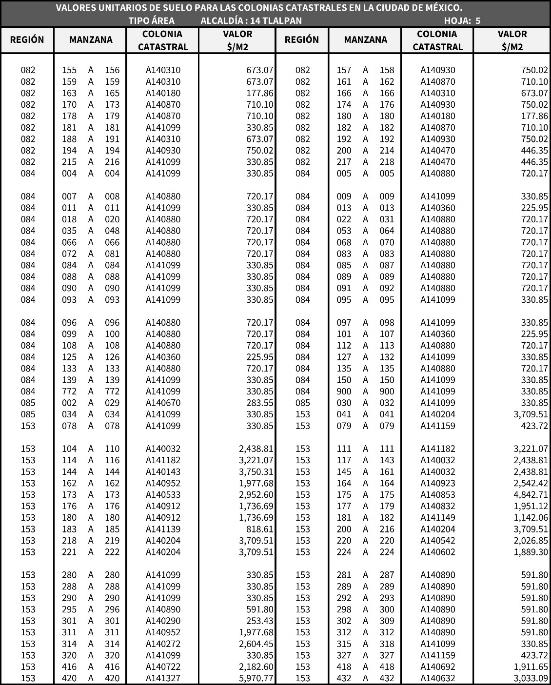 VALORES UNITARIOS DE SUELO PARA LAS COLONIAS CATASTRALES EN LA CIUDAD DE MÉXICO.
TIPO ÁREA ALCALDÍA : 14 TLALPAN HOJA: 5
REGIÓN MANZANA COLONIA CATASTRAL VALOR $/M2 REGIÓN MANZANA COLONIA CATASTRAL VALOR $/M2
082 155 A 156 A140310 673.07 082 157 A 158 A140930 750.02
082 159 A 159 A140310 673.07 082 161 A 162 A140870 710.10
082 163 A 165 A140180 177.86 082 166 A 166 A140310 673.07
082 170 A 173 A140870 710.10 082 174 A 176 A140930 750.02
082 178 A 179 A140870 710.10 082 180 A 180 A140180 177.86
082 181 A 181 A141099 330.85 082 182 A 182 A140870 710.10
082 188 A 191 A140310 673.07 082 192 A 192 A140930 750.02
082 194 A 194 A140930 750.02 082 200 A 214 A140470 446.35
082 215 A 216 A141099 330.85 082 217 A 218 A140470 446.35
084 004 A 004 A141099 330.85 084 005 A 005 A140880 720.17
084 007 A 008 A140880 720.17 084 009 A 009 A141099 330.85
084 011 A 011 A141099 330.85 084 013 A 013 A140360 225.95
084 018 A 020 A140880 720.17 084 022 A 031 A140880 720.17
084 035 A 048 A140880 720.17 084 053 A 064 A140880 720.17
084 066 A 066 A140880 720.17 084 068 A 070 A140880 720.17
084 072 A 081 A140880 720.17 084 083 A 083 A140880 720.17
084 084 A 084 A141099 330.85 084 085 A 087 A140880 720.17
084 088 A 088 A141099 330.85 084 089 A 089 A140880 720.17
084 090 A 090 A141099 330.85 084 091 A 092 A140880 720.17
084 093 A 093 A141099 330.85 084 095 A 095 A141099 330.85
084 096 A 096 A140880 720.17 084 097 A 098 A141099 330.85
084 099 A 100 A140880 720.17 084 101 A 107 A140360 225.95
084 108 A 108 A140880 720.17 084 112 A 113 A140880 720.17
084 125 A 126 A140360 225.95 084 127 A 132 A141099 330.85
084 133 A 133 A140880 720.17 084 135 A 135 A140880 720.17
084 139 A 139 A141099 330.85 084 150 A 150 A141099 330.85
084 772 A 772 A141099 330.85 084 900 A 900 A141099 330.85
085 002 A 029 A140670 283.55 085 030 A 032 A141099 330.85
085 034 A 034 A141099 330.85 153 041 A 041 A140204 3,709.51
153 078 A 078 A141099 330.85 153 079 A 079 A141159 423.72
153 104 A 110 A140032 2,438.81 153 111 A 111 A141182 3,221.07
153 114 A 116 A141182 3,221.07 153 117 A 143 A140032 2,438.81
153 144 A 144 A140143 3,750.31 153 145 A 161 A140032 2,438.81
153 162 A 162 A140952 1,977.68 153 164 A 164 A140923 2,542.42
153 173 A 173 A140533 2,952.60 153 175 A 175 A140853 4,842.71
153 176 A 176 A140912 1,736.69 153 177 A 179 A140832 1,951.12
153 180 A 180 A140912 1,736.69 153 181 A 182 A141149 1,142.06
153 183 A 185 A141139 818.61 153 200 A 216 A140204 3,709.51
153 218 A 219 A140204 3,709.51 153 220 A 220 A140542 2,026.85
153 221 A 222 A140204 3,709.51 153 224 A 224 A140602 1,889.30
153 280 A 280 A141099 330.85 153 281 A 287 A140890 591.80
153 288 A 288 A141099 330.85 153 289 A 289 A140890 591.80
153 290 A 290 A141099 330.85 153 292 A 293 A140890 591.80
153 295 A 296 A140890 591.80 153 298 A 300 A140890 591.80
153 301 A 301 A140290 253.43 153 302 A 309 A140890 591.80
153 311 A 311 A140952 1,977.68 153 312 A 312 A140890 591.80
153 314 A 314 A140272 2,604.45 153 315 A 318 A141099 330.85
153 320 A 320 A141099 330.85 153 327 A 327 A141159 423.72
153 416 A 416 A140722 2,182.60 153 418 A 418 A140692 1,911.65
153 420 A 420 A141327 5,970.77 153 432 A 432 A140632 3,033.09